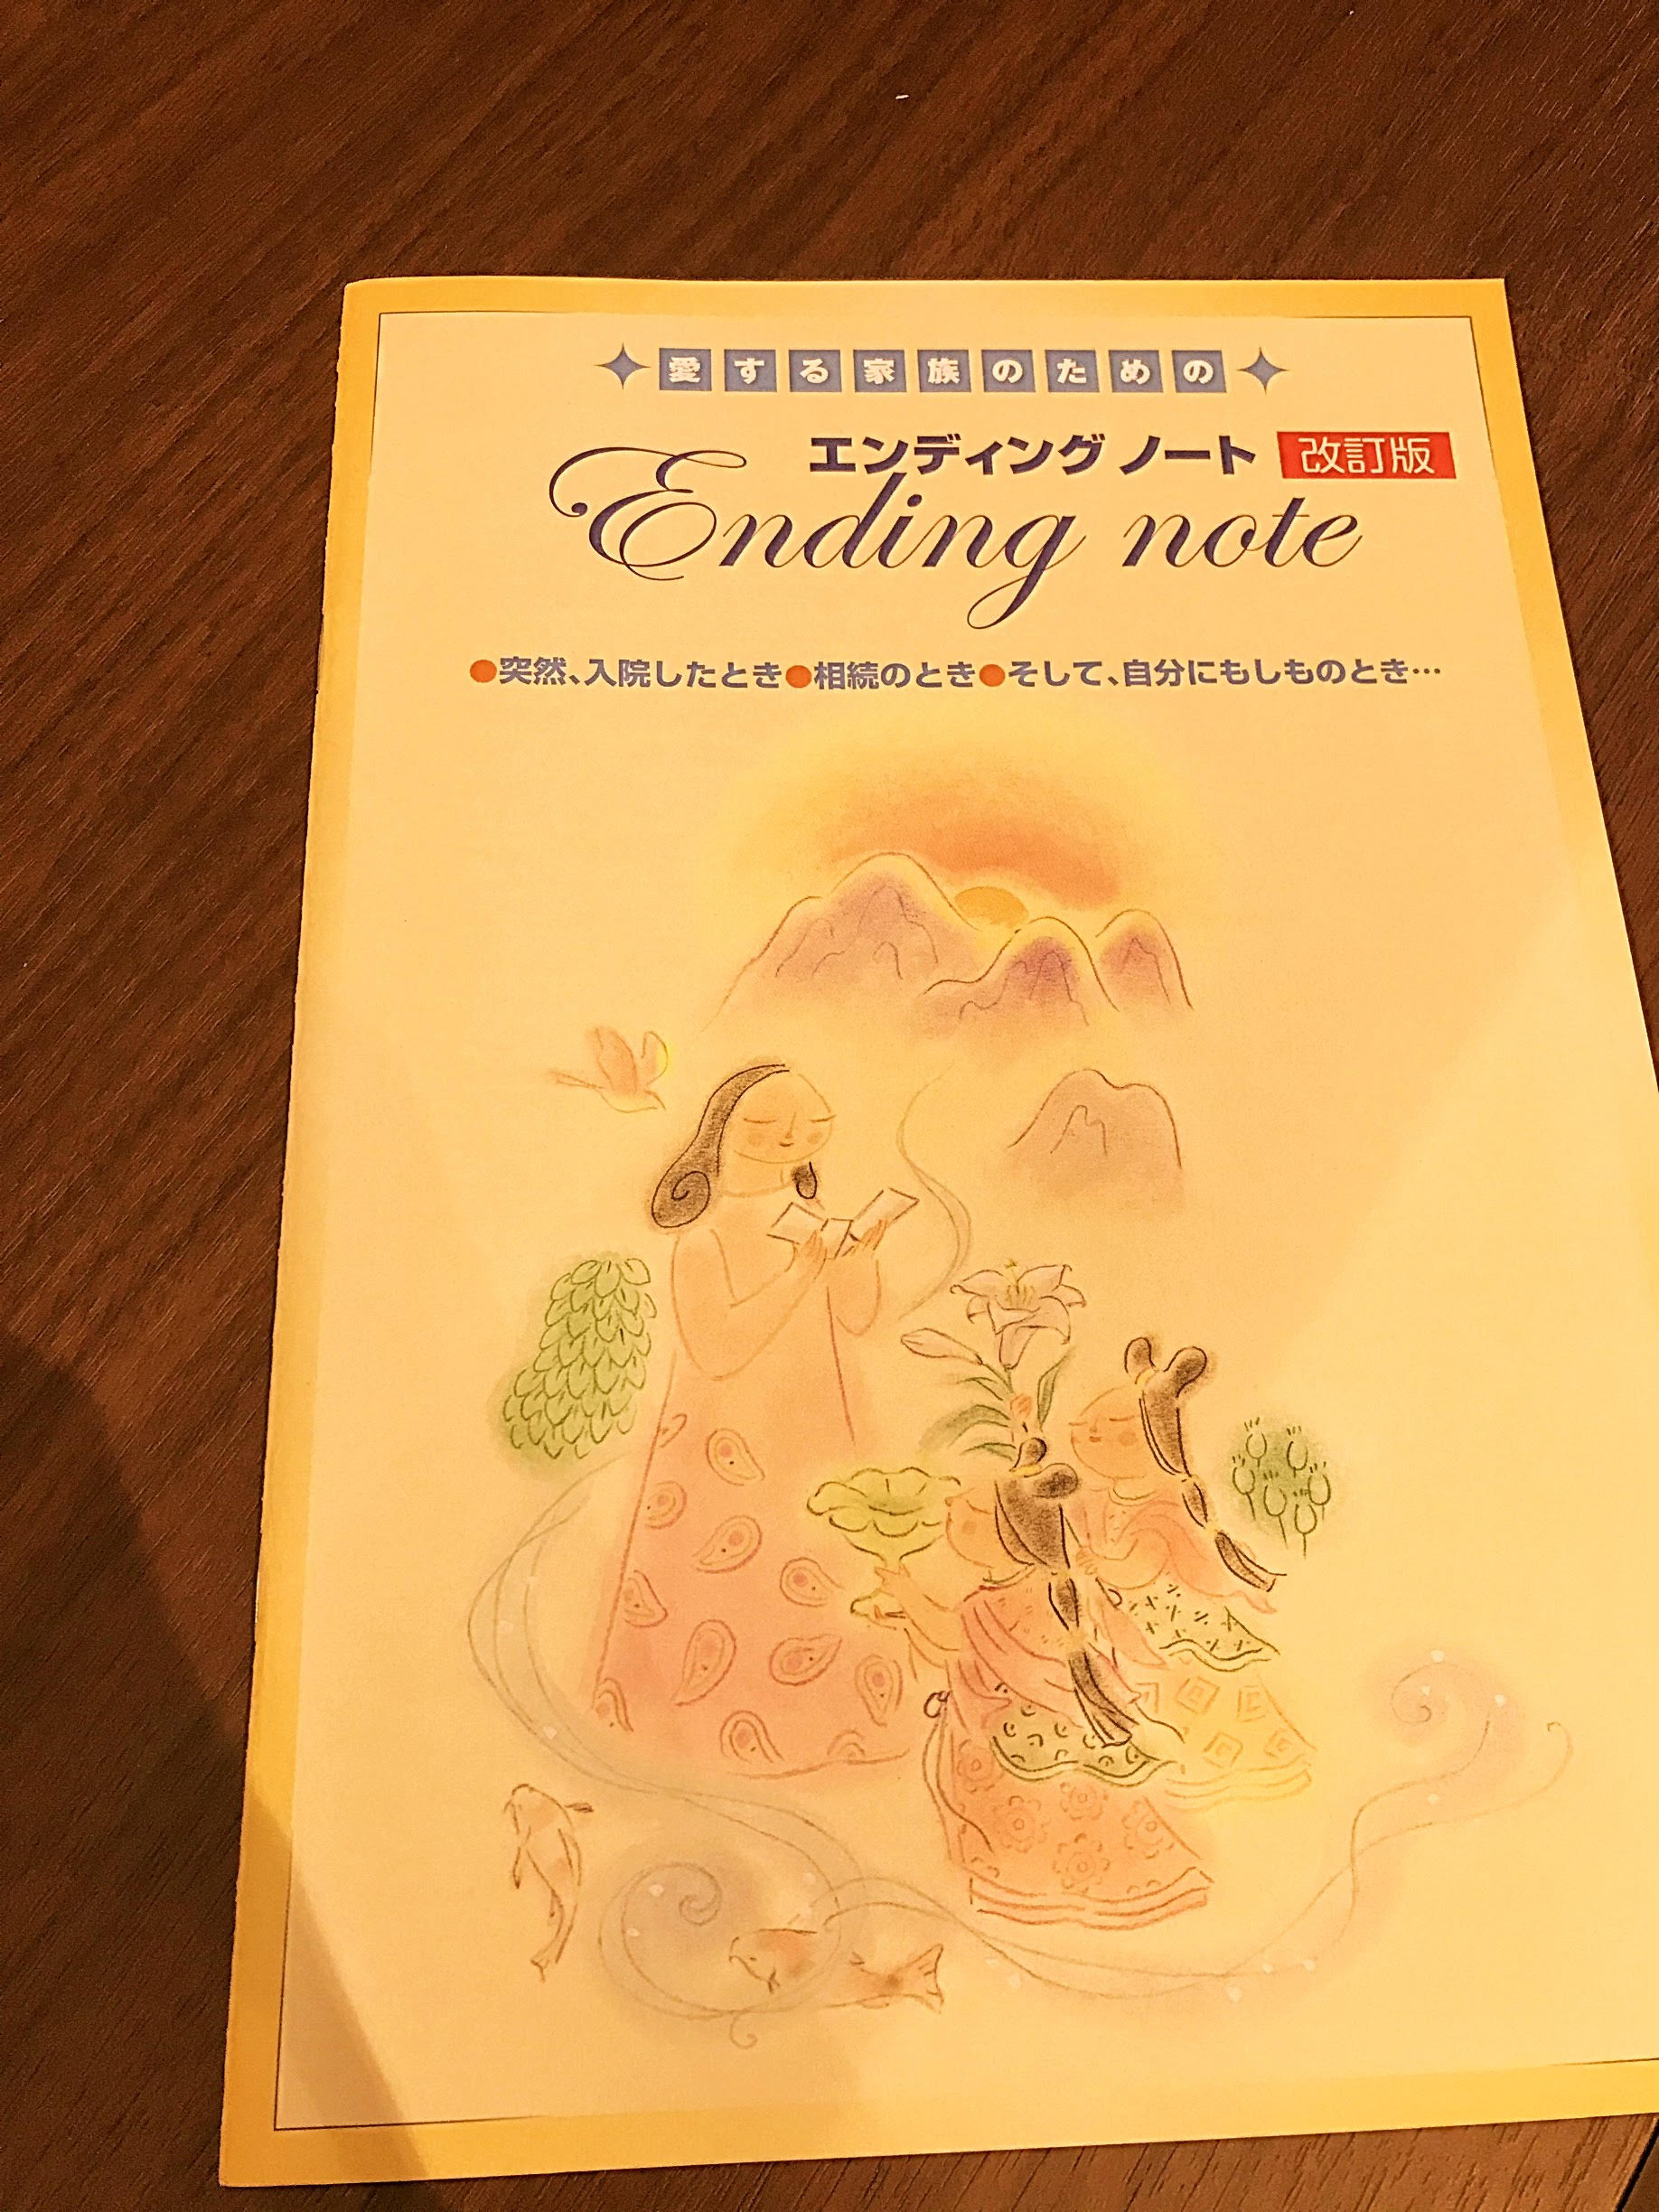 愛する家族のための
エンディング ノート 改訂版
Ending note
●突然、入院したとき●相続のとき●そして、自分にもしものとき…